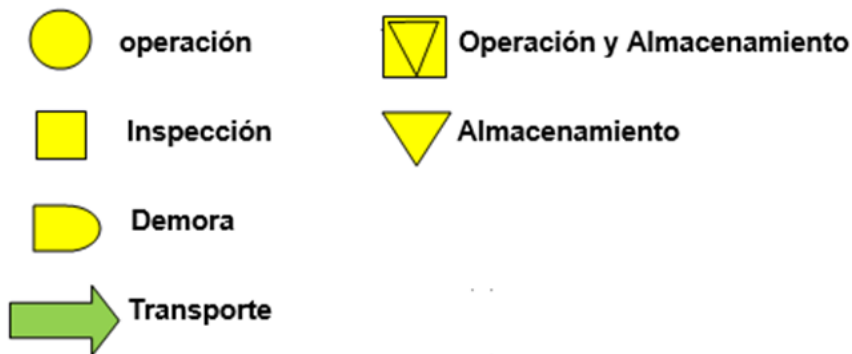 operación
Operación y Almacenamiento
Inspección
Almacenamiento
Demora
Transporte